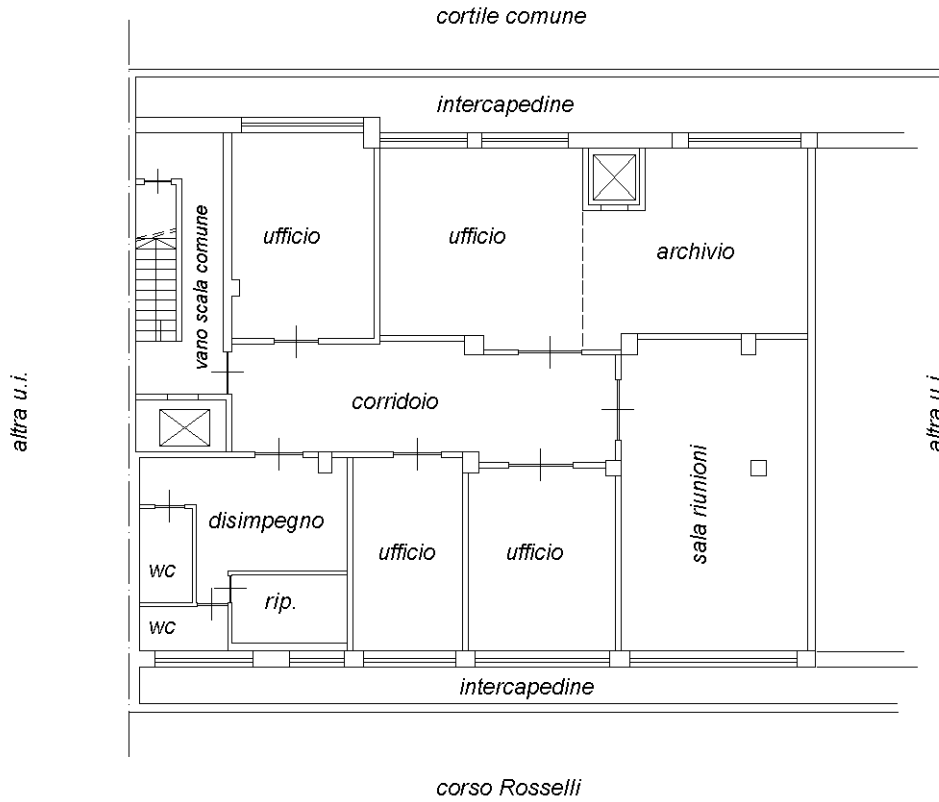 cortile comune
intercapedine
ufficio
ufficio
archivio
vano scala comune
altra u.i.
corridoio
altra u.i.
sala riunioni
disimpegno
ufficio
ufficio
wc
rip.
wc
intercapedine
corso Rosselli